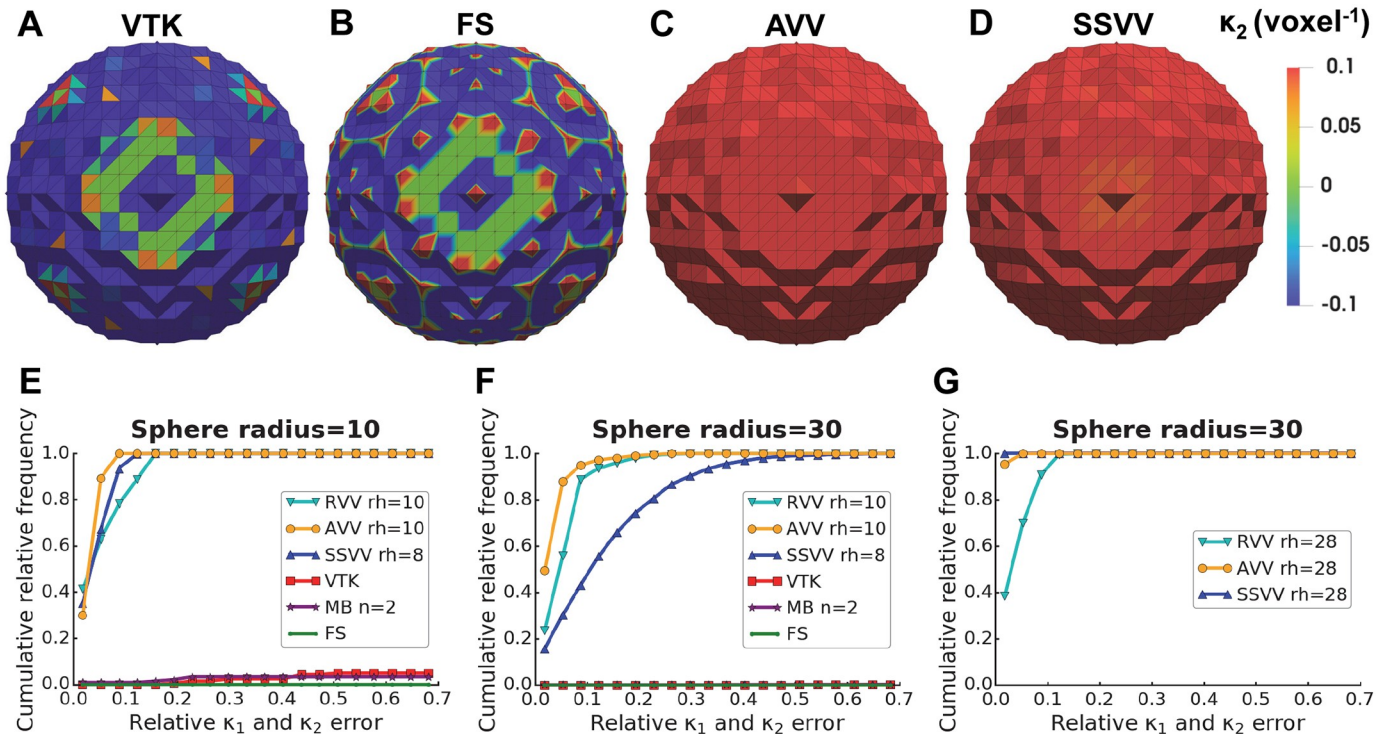 A VTK B FS C AVV D SSVV κ2 (voxel-1)
0.1
0.05
0
-0.05
-0.1
E
Sphere radius=10
Cumulative relative frequency
1.0
0.8
0.6
0.4
0.2
0.0
RVV rh=10
AVV rh=10
SSVV rh=8
VTK
MB n=2
FS
0.0 0.1 0.2 0.3 0.4 0.5 0.6 0.7
Relative κ1 and κ2 error
F
Sphere radius=30
Cumulative relative frequency
1.0
0.8
0.6
0.4
0.2
0.0
RVV rh=10
AVV rh=10
SSVV rh=8
VTK
MB n=2
FS
0.0 0.1 0.2 0.3 0.4 0.5 0.6 0.7
Relative κ1 and κ2 error
G
Sphere radius=30
Cumulative relative frequency
1.0
0.8
0.6
0.4
0.2
0.0
RVV rh=28
AVV rh=28
SSVV rh=28
0.0 0.1 0.2 0.3 0.4 0.5 0.6 0.7
Relative κ1 and κ2 error